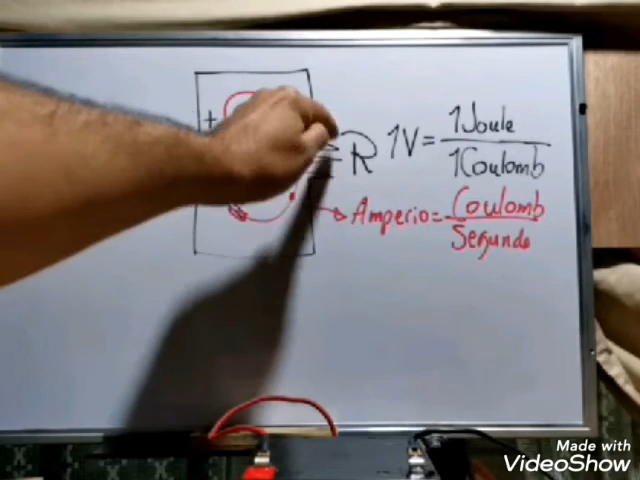 +
R
1V = 1Joule / 1Coulomb
Amperio = Coulomb / Segundo
Made with
VideoShow